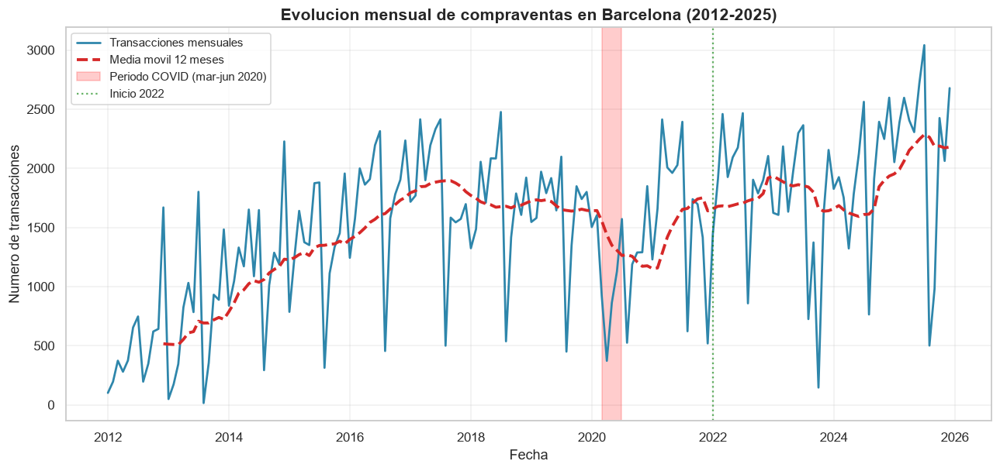 Evolucion mensual de compraventas en Barcelona (2012-2025)
Transacciones mensuales
Media movil 12 meses
Periodo COVID (mar-jun 2020)
Inicio 2022
Numero de transacciones
3000
2500
2000
1500
1000
500
0
2012 2014 2016 2018 2020 2022 2024 2026
Fecha